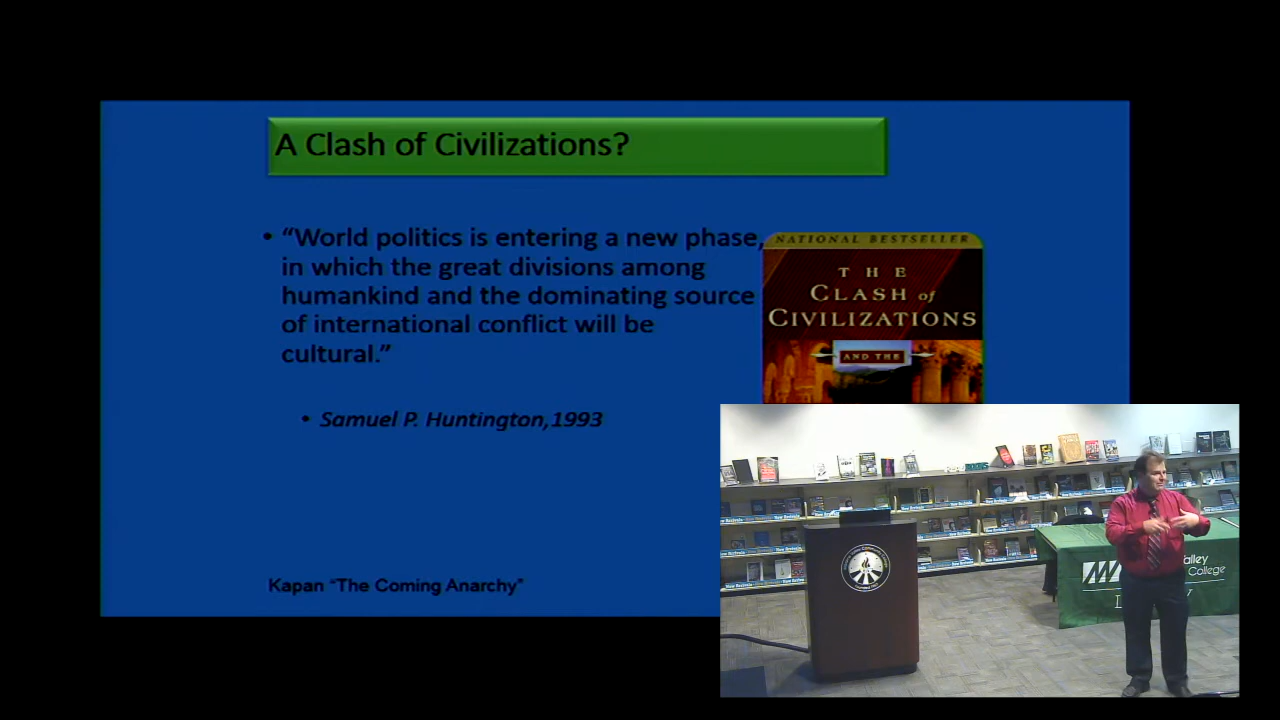 A Clash of Civilizations?
• “World politics is entering a new phase,
in which the great divisions among
humankind and the dominating source
of international conflict will be
cultural.”
• Samuel P. Huntington,1993
Kapan “The Coming Anarchy”
NATIONAL BESTSELLER
THE
CLASH of
CIVILIZATIONS
AND THE
alley
College